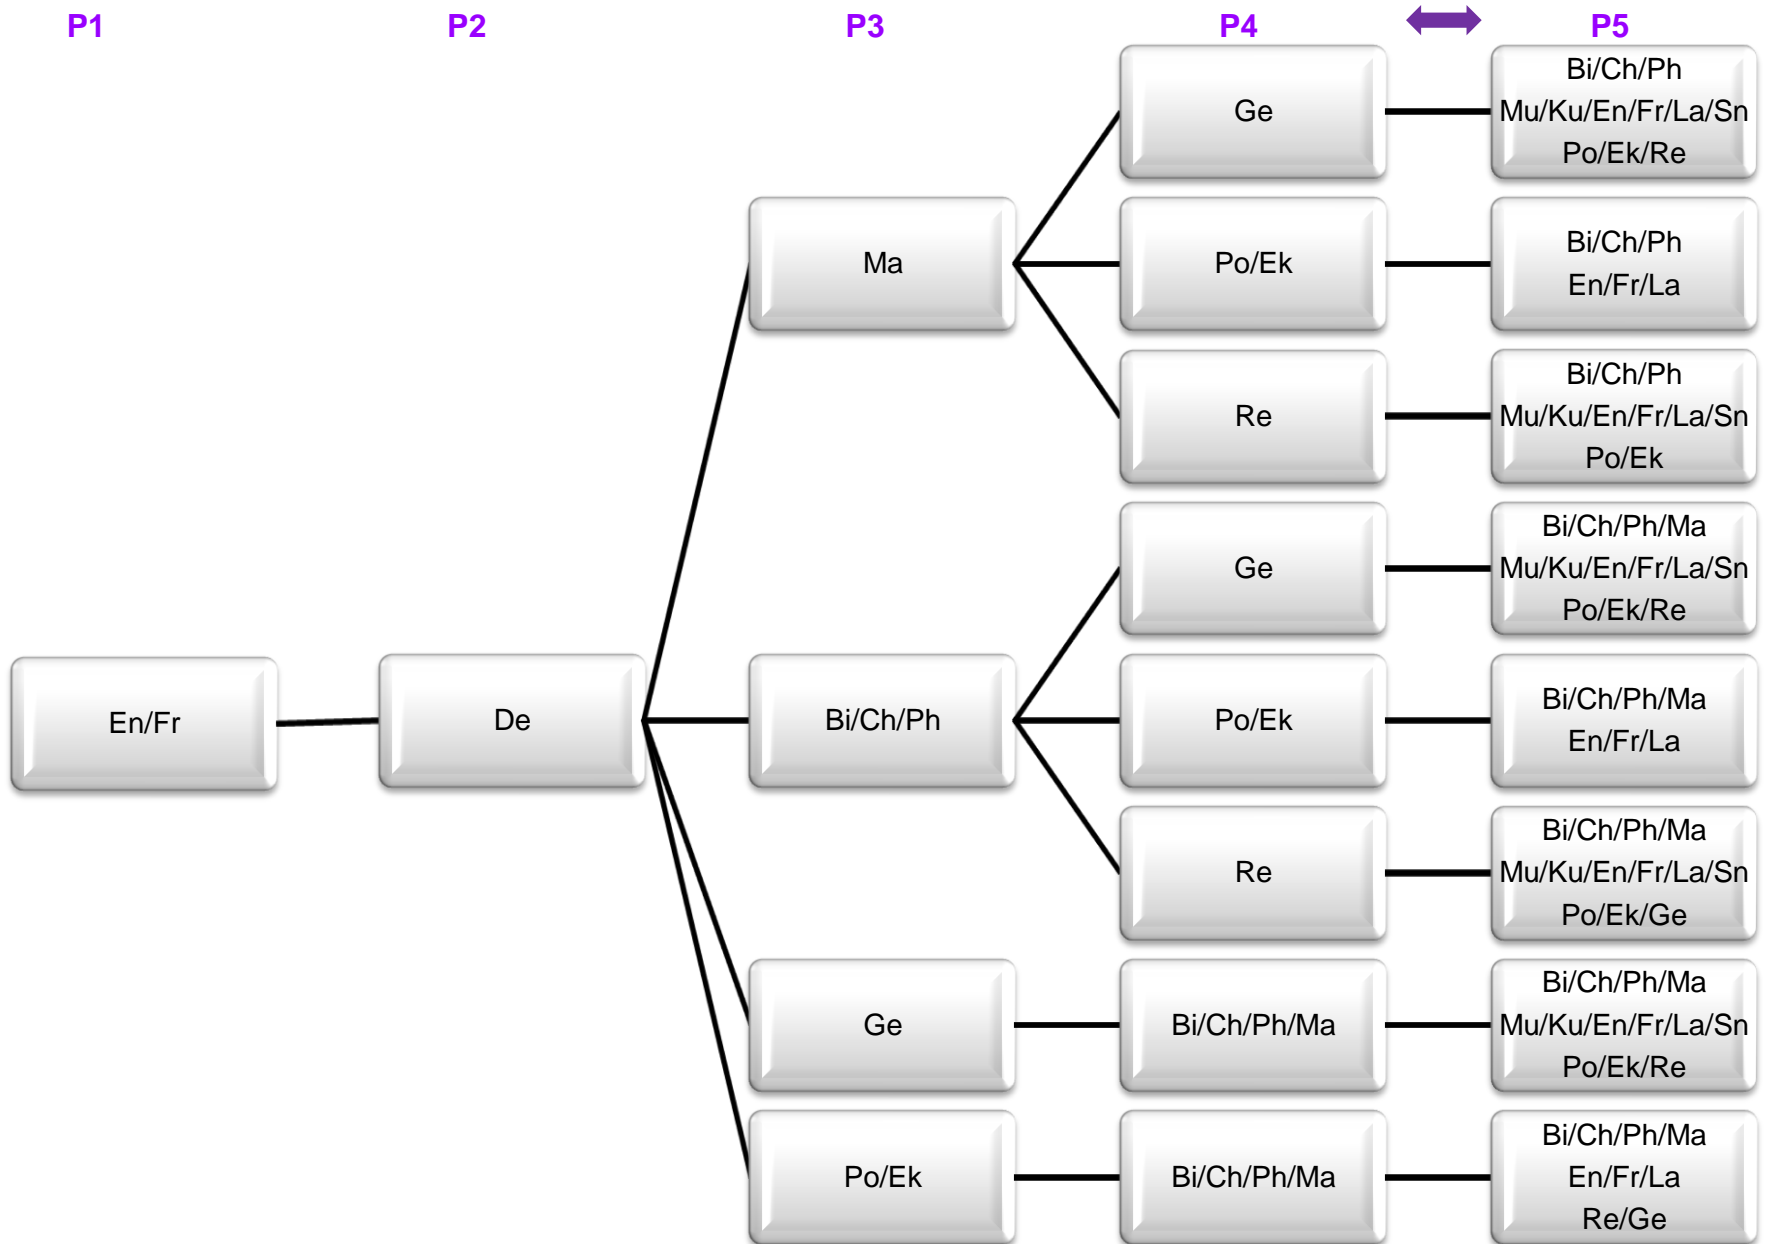 P1 P2 P3 P4 P5
Ge
Bi/Ch/Ph
Mu/Ku/En/Fr/La/Sn
Po/Ek/Re
Ma
Po/Ek
Bi/Ch/Ph
En/Fr/La
Re
Bi/Ch/Ph
Mu/Ku/En/Fr/La/Sn
Po/Ek
Ge
Bi/Ch/Ph/Ma
Mu/Ku/En/Fr/La/Sn
Po/Ek/Re
En/Fr
De
Bi/Ch/Ph
Po/Ek
Bi/Ch/Ph/Ma
En/Fr/La
Re
Bi/Ch/Ph/Ma
Mu/Ku/En/Fr/La/Sn
Po/Ek/Ge
Ge
Bi/Ch/Ph/Ma
Bi/Ch/Ph/Ma
Mu/Ku/En/Fr/La/Sn
Po/Ek/Re
Po/Ek
Bi/Ch/Ph/Ma
Bi/Ch/Ph/Ma
En/Fr/La
Re/Ge